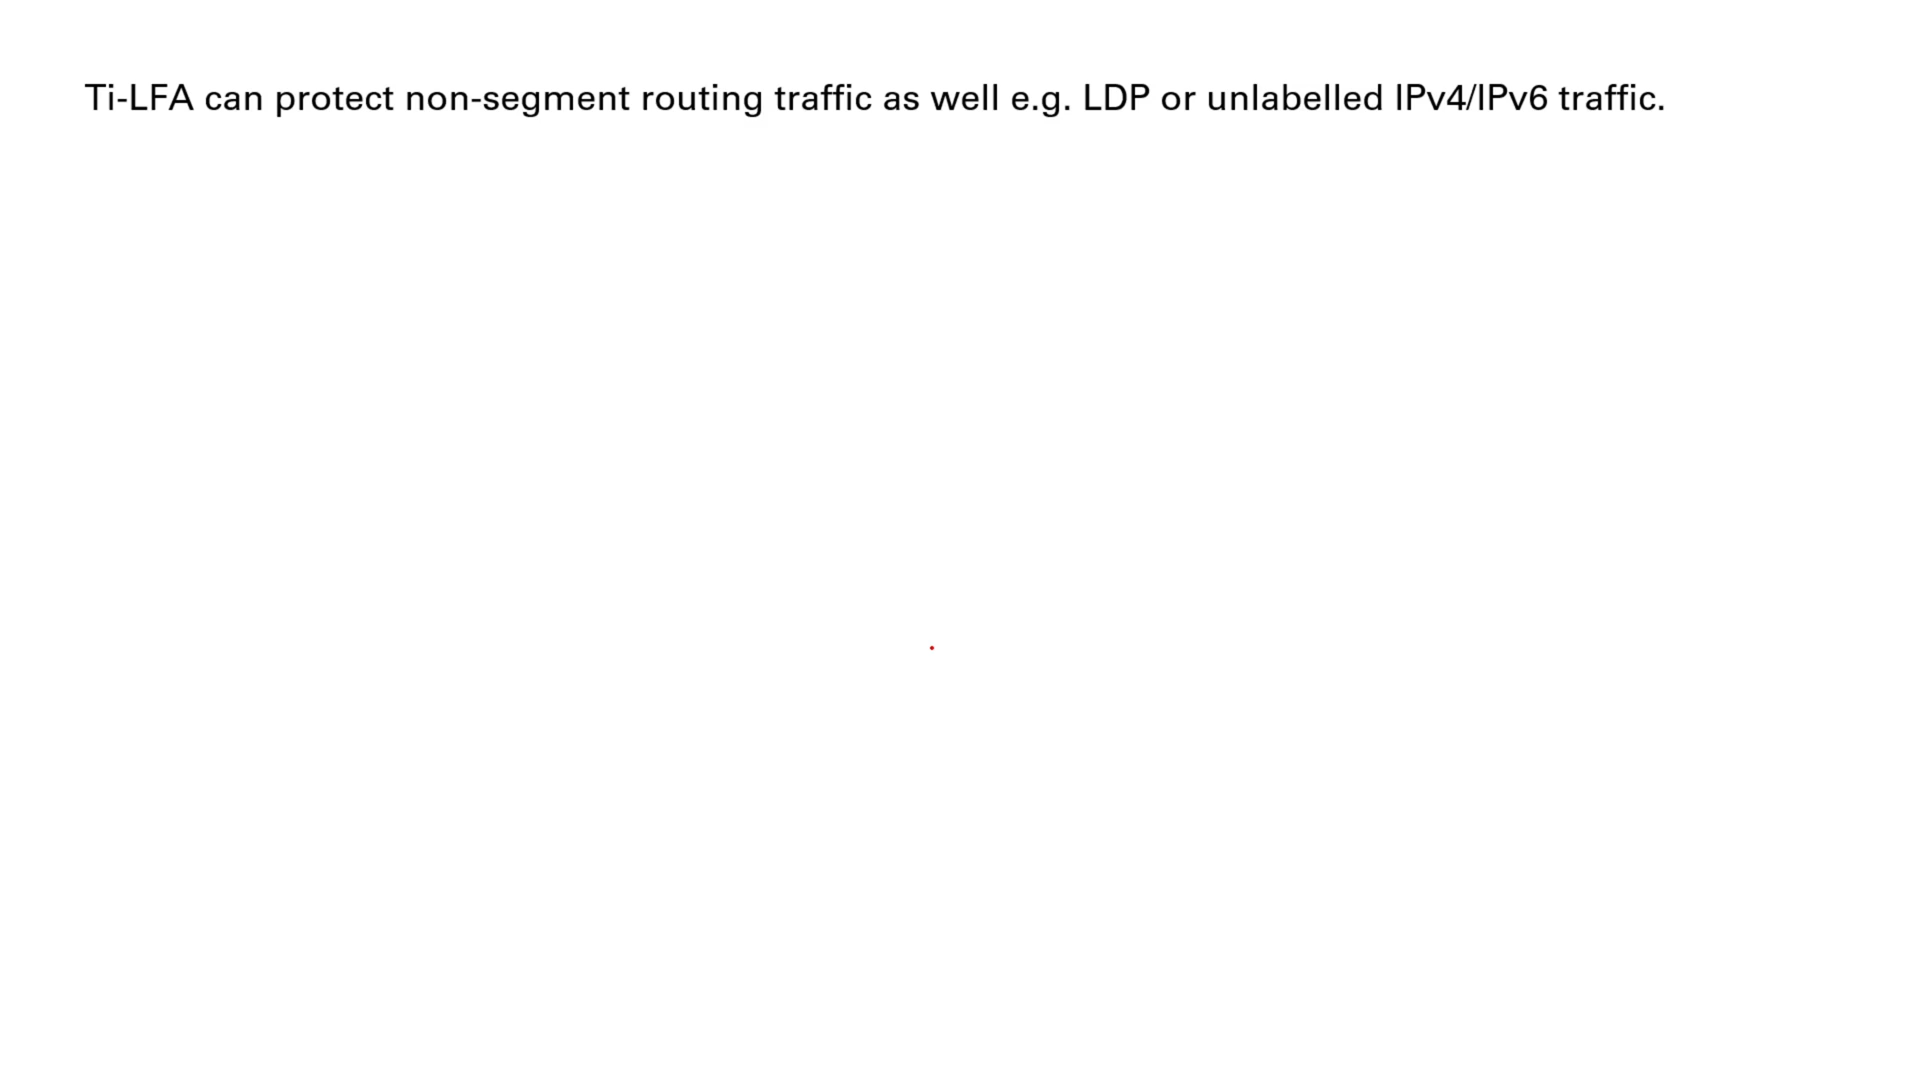 Ti-LFA can protect non-segment routing traffic as well e.g. LDP or unlabelled IPv4/IPv6 traffic.